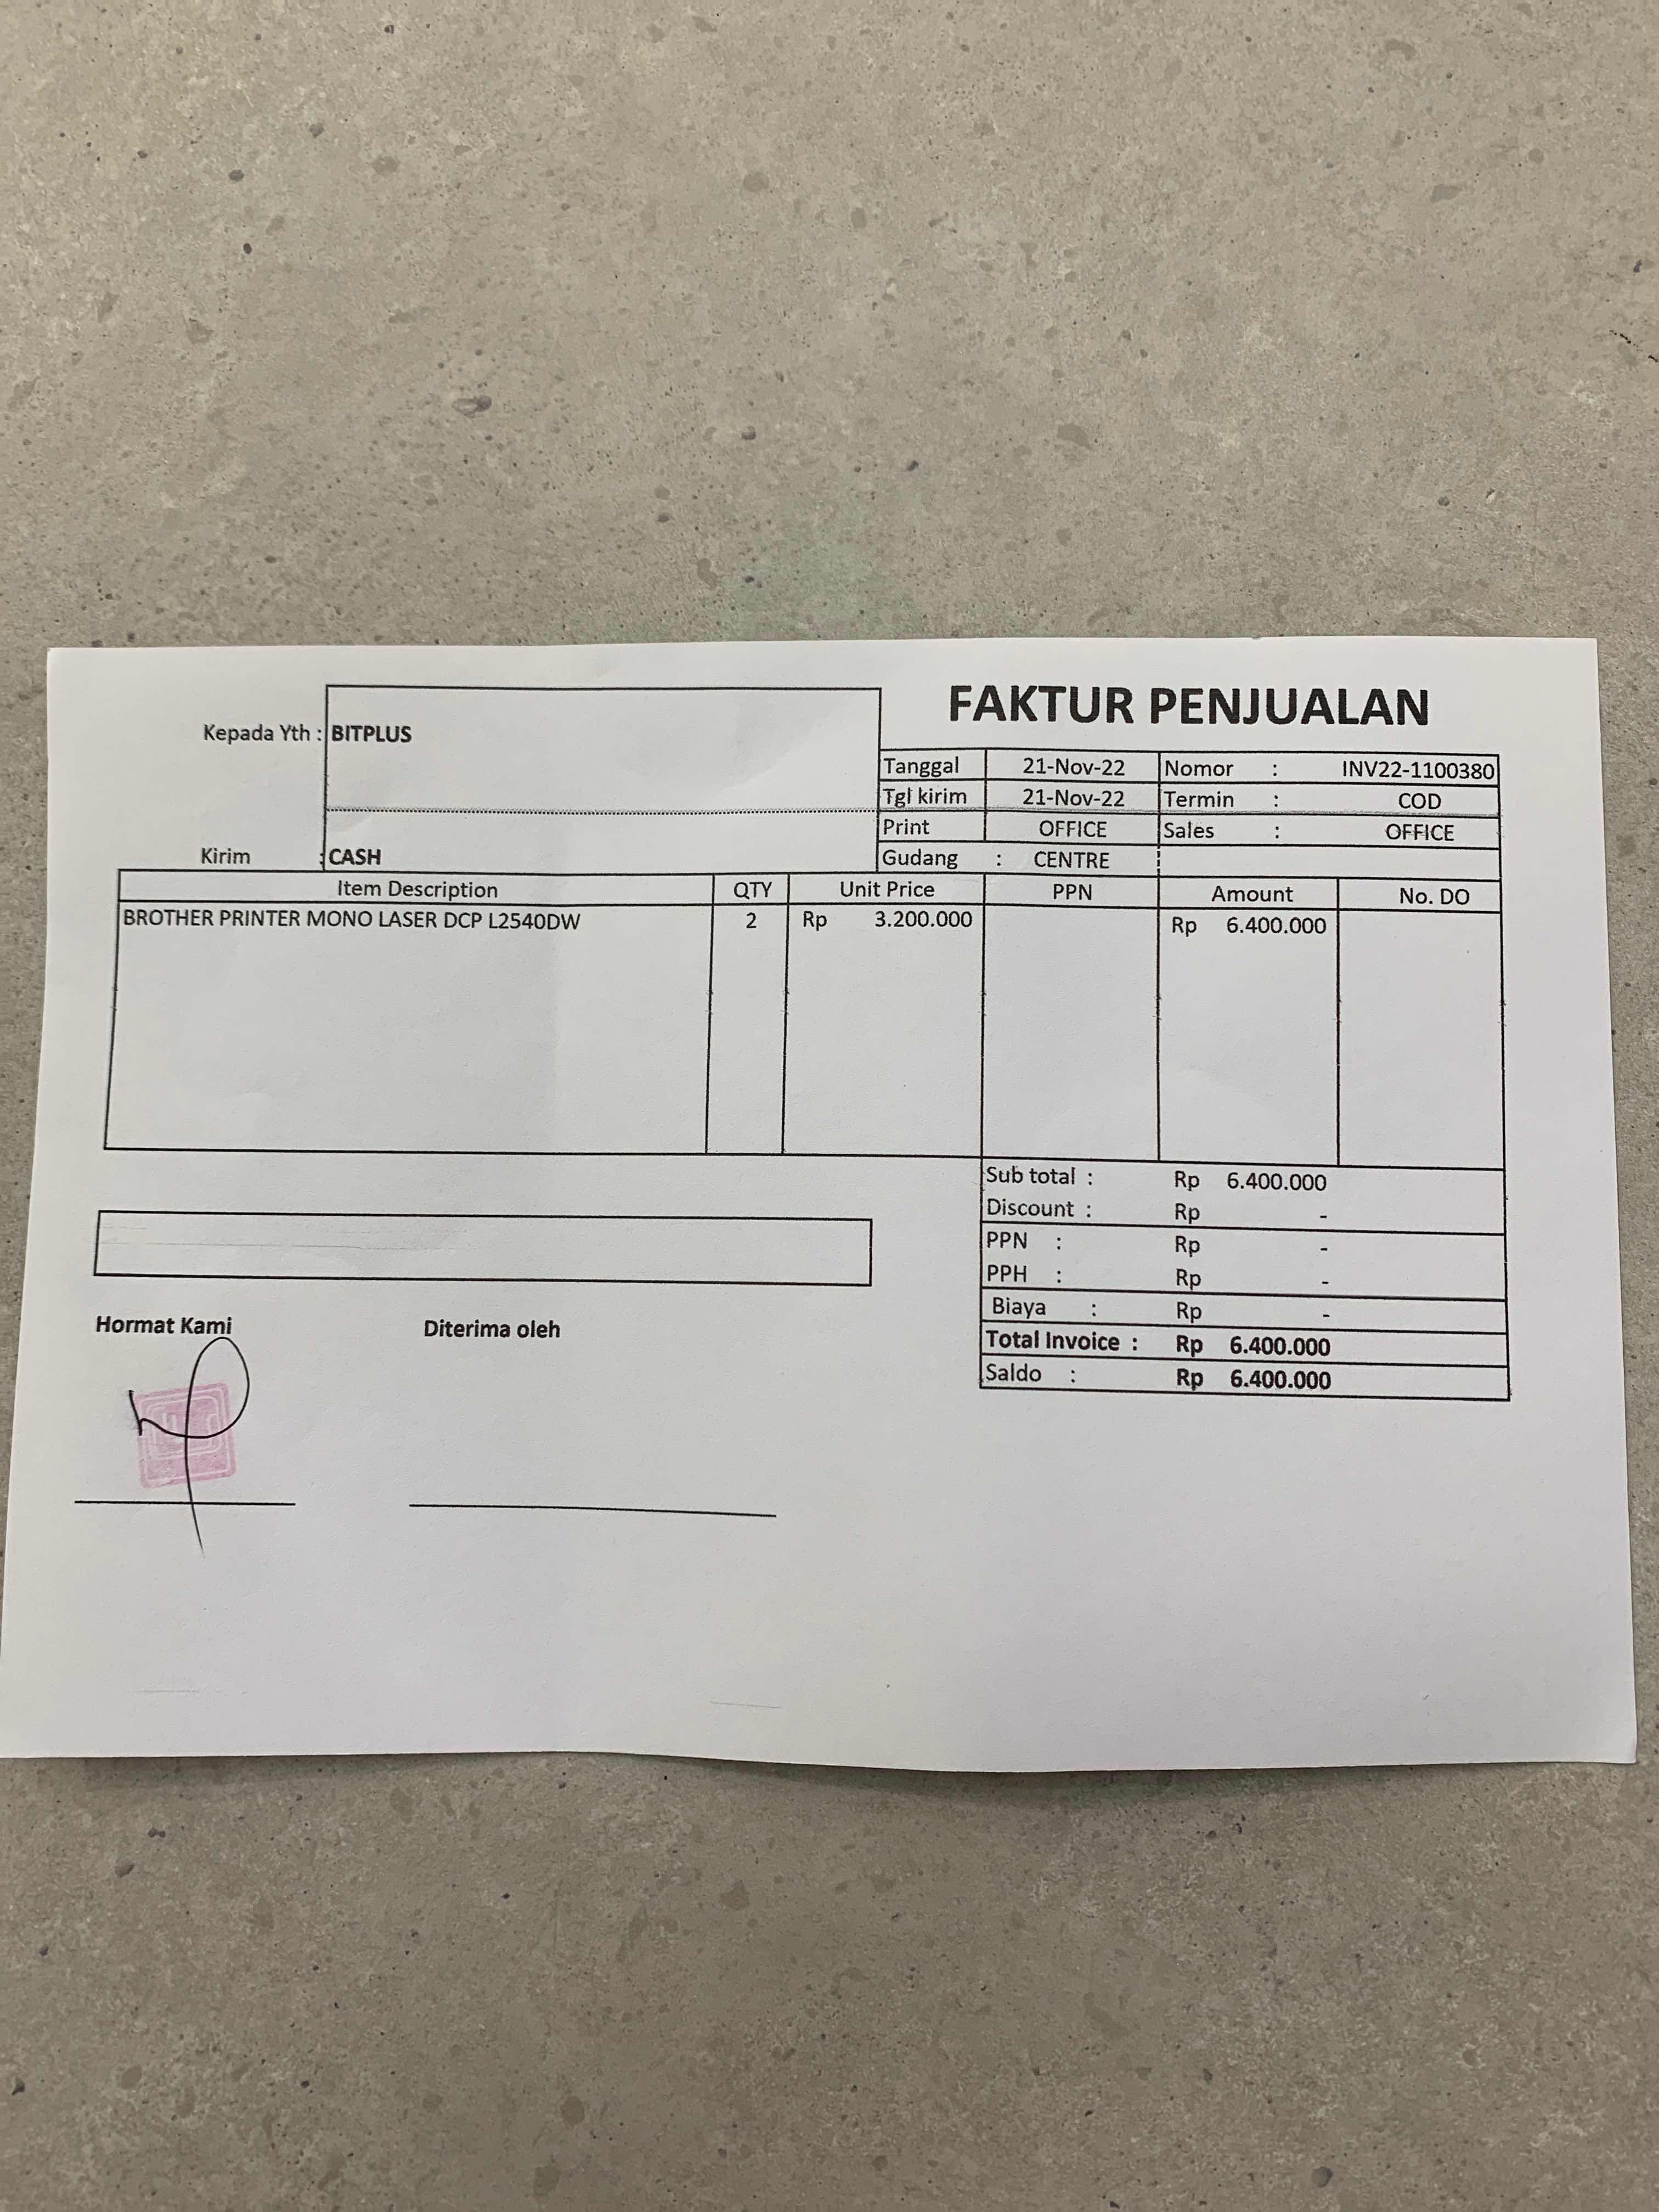 FAKTUR PENJUALAN
Kepada Yth : BITPLUS
Tanggal 21-Nov-22 Nomor : INV22-1100380
Tgl kirim 21-Nov-22 Termin : COD
Print OFFICE Sales : OFFICE
Kirim : CASH
Gudang : CENTRE
Item Description QTY Unit Price PPN Amount No. DO
BROTHER PRINTER MONO LASER DCP L2540DW 2 Rp 3.200.000 Rp 6.400.000
Sub total : Rp 6.400.000
Discount : Rp -
PPN : Rp -
PPH : Rp -
Biaya : Rp -
Total Invoice : Rp 6.400.000
Saldo : Rp 6.400.000
Hormat Kami Diterima oleh